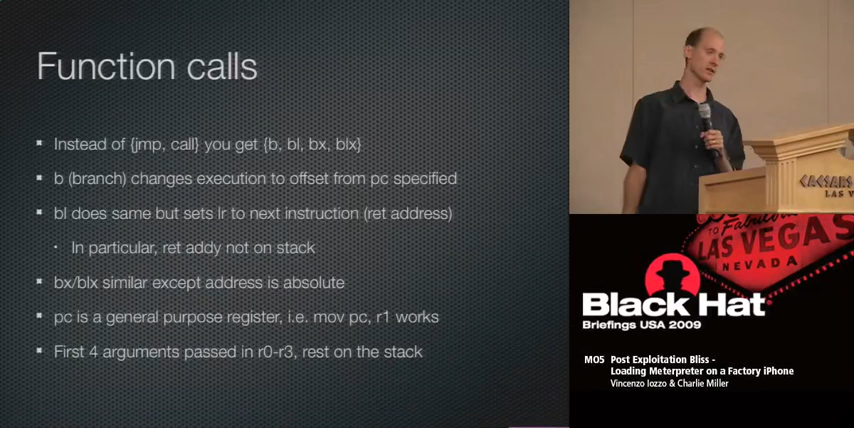 Function calls
Instead of {jmp, call} you get {b, bl, bx, blx}
b (branch) changes execution to offset from pc specified
bl does same but sets lr to next instruction (ret address)
In particular, ret addy not on stack
bx/blx similar except address is absolute
pc is a general purpose register, i.e. mov pc, r1 works
First 4 arguments passed in r0-r3, rest on the stack
CAESARS
LAS V
TO Fabulous
LAS VEGAS
NEVADA
Black Hat
Briefings USA 2009
MO5 Post Exploitation Bliss -
Loading Meterpreter on a Factory iPhone
Vincenzo Iozzo & Charlie Miller